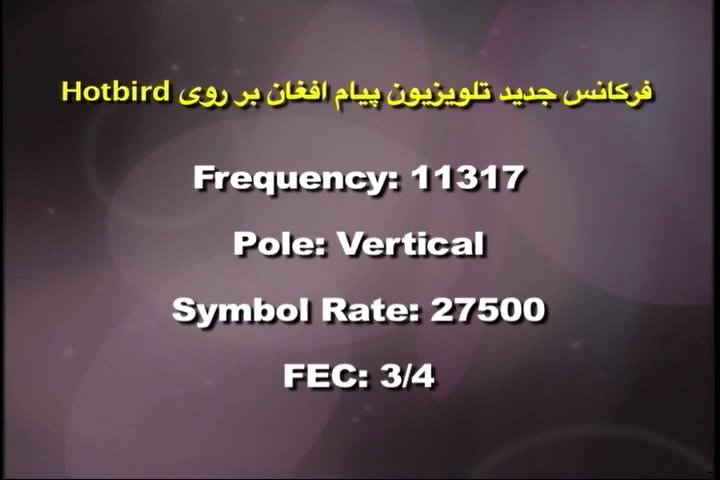 فرکانس جدید تلویزیون پیام افغان بر روی Hotbird
Frequency: 11317
Pole: Vertical
Symbol Rate: 27500
FEC: 3/4